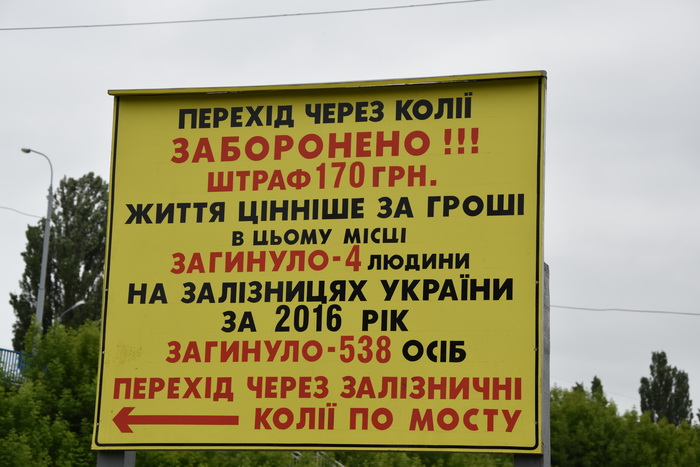 ПЕРЕХІД ЧЕРЕЗ КОЛІЇ
ЗАБОРОНЕНО !!!
ШТРАФ 170 ГРН.
ЖИТТЯ ЦІННІШЕ ЗА ГРОШІ
В ЦЬОМУ МІСЦІ
ЗАГИНУЛО-4 ЛЮДИНИ
НА ЗАЛІЗНИЦЯХ УКРАЇНИ
ЗА 2016 РІК
ЗАГИНУЛО-538 ОСІБ
ПЕРЕХІД ЧЕРЕЗ ЗАЛІЗНИЧНІ
КОЛІЇ ПО МОСТУ